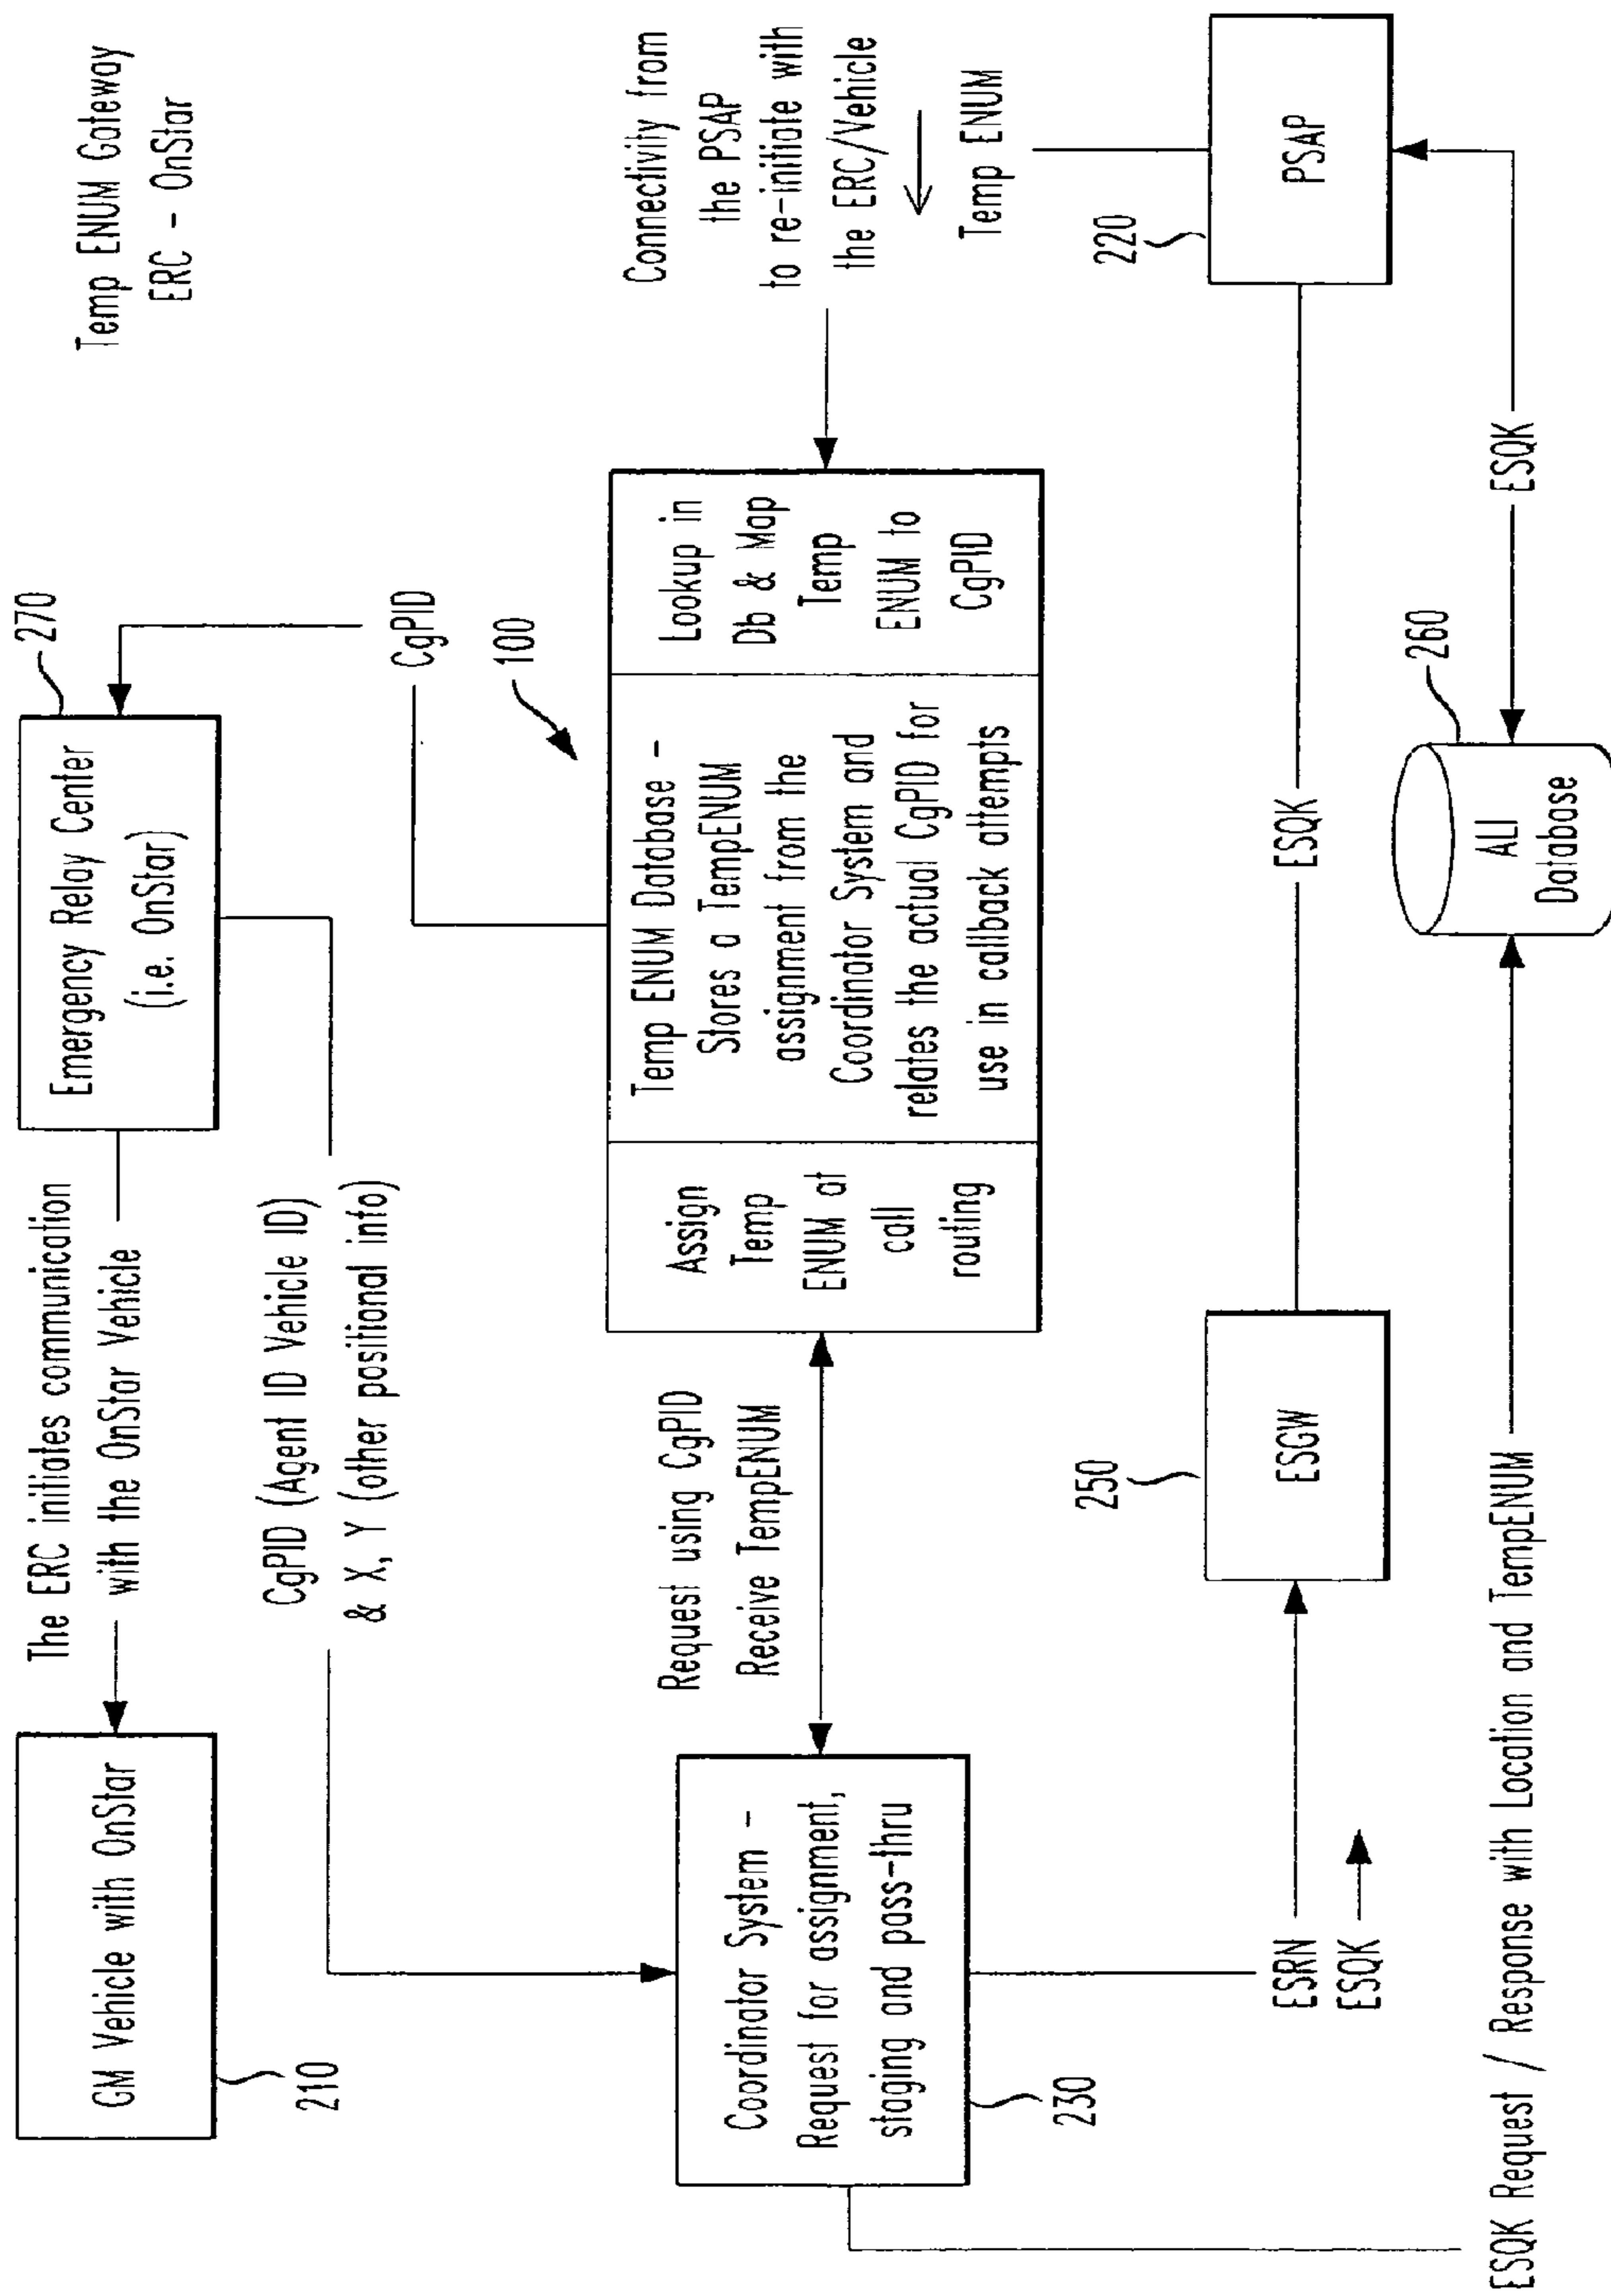 Temp ENUM Gateway
ERC - OnStar
GM Vehicle with OnStar
210
The ERC initiates communication
with the OnStar Vehicle
Emergency Relay Center
(i.e. OnStar)
270
CgPID (Agent ID Vehicle ID)
& X, Y (other positional info)
CgPID
100
Coordinator System -
Request for assignment,
staging and pass-thru
230
Request using CgPID
Receive TempENUM
Assign
Temp
ENUM at
call
routing
Temp ENUM Database -
Stores a TempENUM
assignment from the
Coordinator System and
relates the actual CgPID for
use in callback attempts
Lookup in
Db & Map
Temp
ENUM to
CgPID
Connectivity from
the PSAP
to re-initiate with
the ERC/Vehicle
Temp ENUM
ESRN
ESQK
250
ESGW
ESQK
220
PSAP
260
ALI
Database
ESQK
ESQK Request / Response with Location and TempENUM